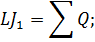 LJ₁ = ∑ Q;